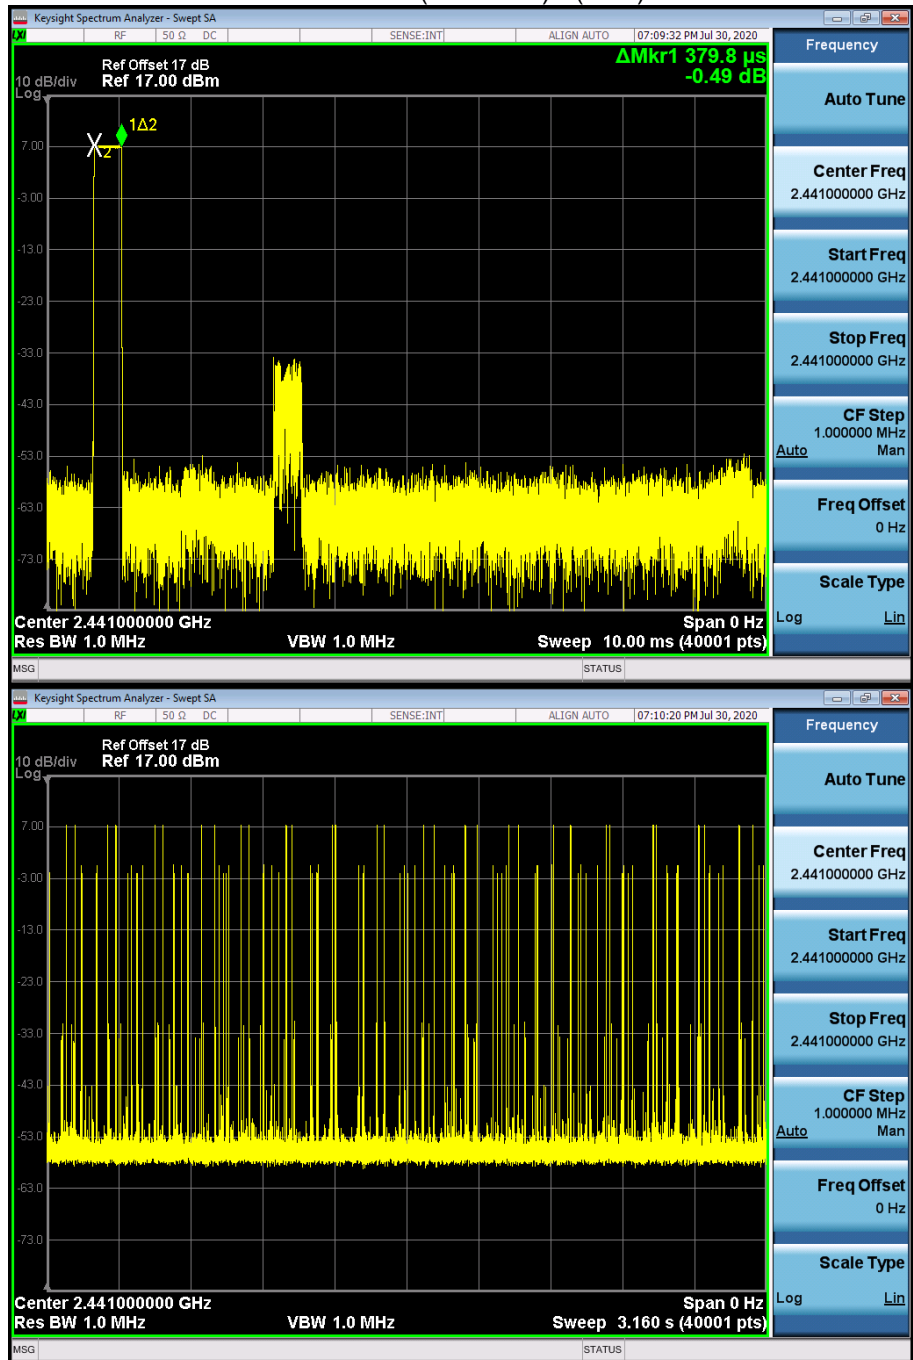 Keysight Spectrum Analyzer - Swept SA
LXI RF 50 Ω DC SENSE:INT ALIGN AUTO 07:09:32 PM Jul 30, 2020
Frequency
ΔMkr1 379.8 µs
-0.49 dB
Ref Offset 17 dB
10 dB/div Ref 17.00 dBm
Log
1Δ2
X2
7.00
-3.00
-13.0
-23.0
-33.0
-43.0
-53.0
-63.0
-73.0
Center 2.441000000 GHz Span 0 Hz
Res BW 1.0 MHz VBW 1.0 MHz Sweep 10.00 ms (40001 pts)
MSG STATUS
Auto Tune
Center Freq
2.441000000 GHz
Start Freq
2.441000000 GHz
Stop Freq
2.441000000 GHz
CF Step
1.000000 MHz
Auto Man
Freq Offset
0 Hz
Scale Type
Log Lin
Keysight Spectrum Analyzer - Swept SA
LXI RF 50 Ω DC SENSE:INT ALIGN AUTO 07:10:20 PM Jul 30, 2020
Frequency
Ref Offset 17 dB
10 dB/div Ref 17.00 dBm
Log
7.00
-3.00
-13.0
-23.0
-33.0
-43.0
-53.0
-63.0
-73.0
Center 2.441000000 GHz Span 0 Hz
Res BW 1.0 MHz VBW 1.0 MHz Sweep 3.160 s (40001 pts)
MSG STATUS
Auto Tune
Center Freq
2.441000000 GHz
Start Freq
2.441000000 GHz
Stop Freq
2.441000000 GHz
CF Step
1.000000 MHz
Auto Man
Freq Offset
0 Hz
Scale Type
Log Lin